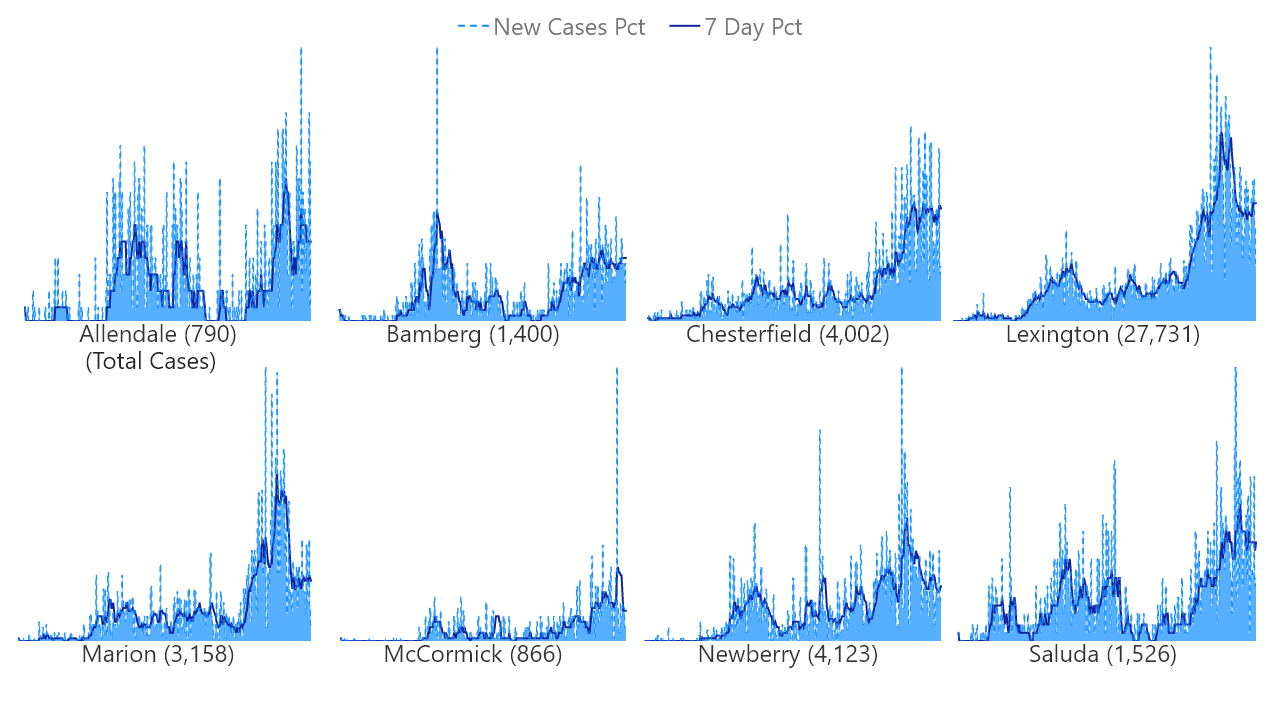 New Cases Pct 7 Day Pct
Allendale (790) Bamberg (1,400) Chesterfield (4,002) Lexington (27,731)
(Total Cases)
Marion (3,158) McCormick (866) Newberry (4,123) Saluda (1,526)